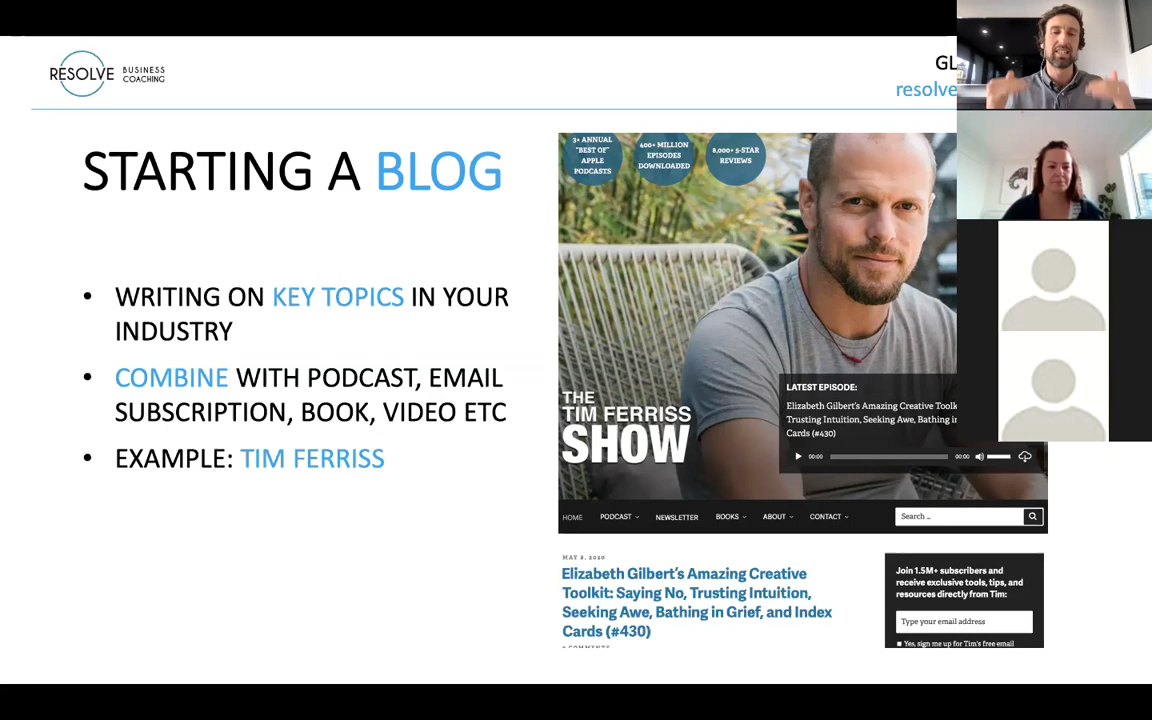 RESOLVE
BUSINESS
COACHING
GL
resolve
STARTING A BLOG
• WRITING ON KEY TOPICS IN YOUR
INDUSTRY
• COMBINE WITH PODCAST, EMAIL
SUBSCRIPTION, BOOK, VIDEO ETC
• EXAMPLE: TIM FERRISS
3× ANNUAL
"BEST OF"
APPLE
PODCASTS
400+ MILLION
EPISODES
DOWNLOADED
8,000+ 5-STAR
REVIEWS
THE
TIM FERRISS
SHOW
LATEST EPISODE:
Elizabeth Gilbert's Amazing Creative Toolk
Trusting Intuition, Seeking Awe, Bathing in
Cards (#430)
00:00
00:00
HOME PODCAST NEWSLETTER BOOKS ABOUT CONTACT
Search ...
MAY 8, 2020
Elizabeth Gilbert's Amazing Creative
Toolkit: Saying No, Trusting Intuition,
Seeking Awe, Bathing in Grief, and Index
Cards (#430)
COMMENTS
Join 1.5M+ subscribers and
receive exclusive tools, tips, and
resources directly from Tim:
Type your email address
Yes, sign me up for Tim's free email